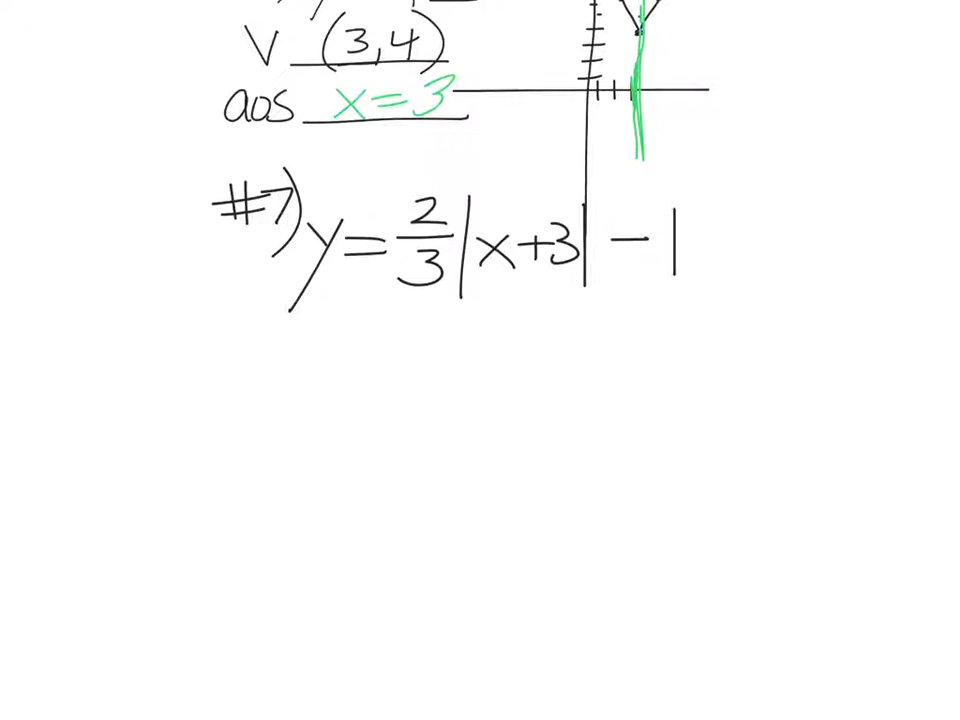 V (3,4)
aos x=3
#7) y = 2/3 |x+3| - 1